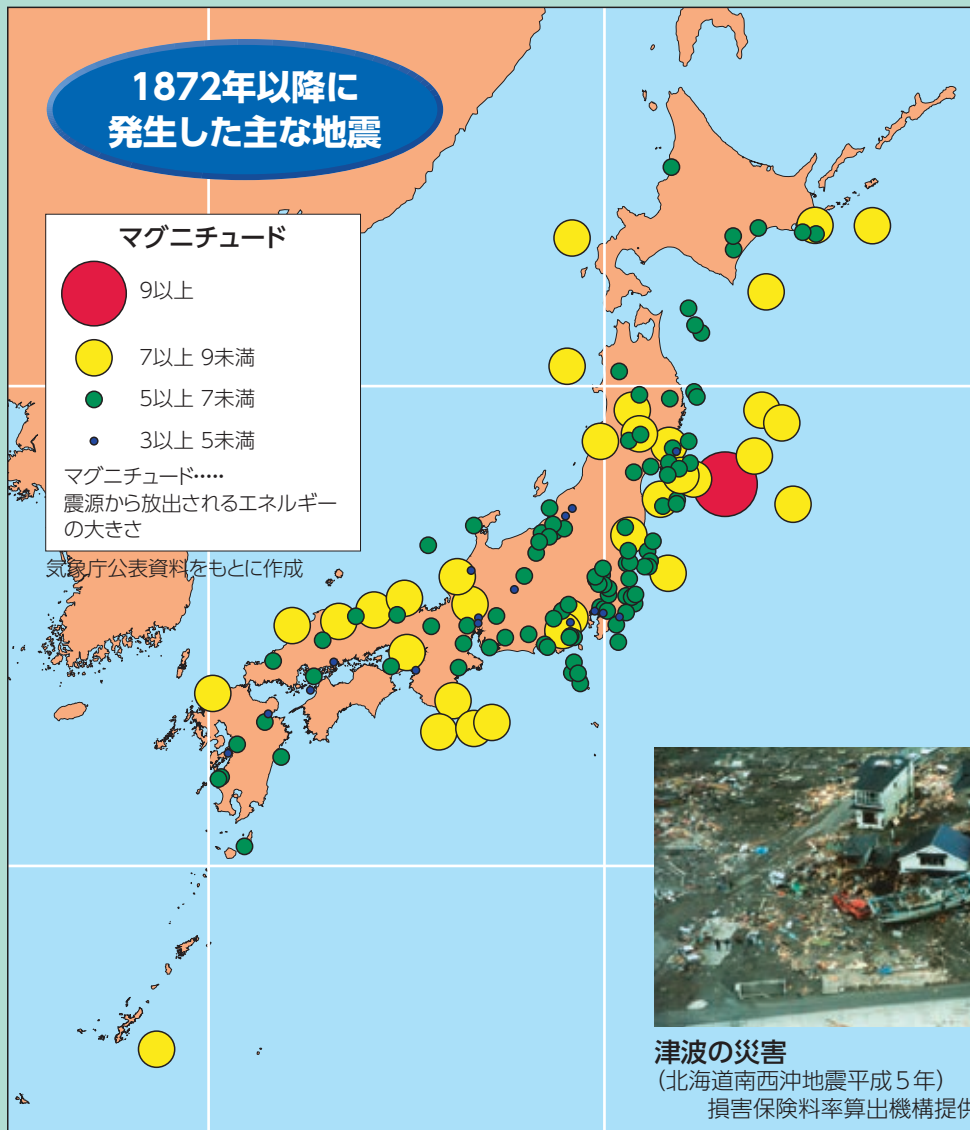 1872年以降に
発生した主な地震
マグニチュード
9以上
7以上 9未満
5以上 7未満
3以上 5未満
マグニチュード‥‥‥
震源から放出されるエネルギー
の大きさ
気象庁公表資料をもとに作成
津波の災害
(北海道南西沖地震平成5年)
損害保険料率算出機構提供